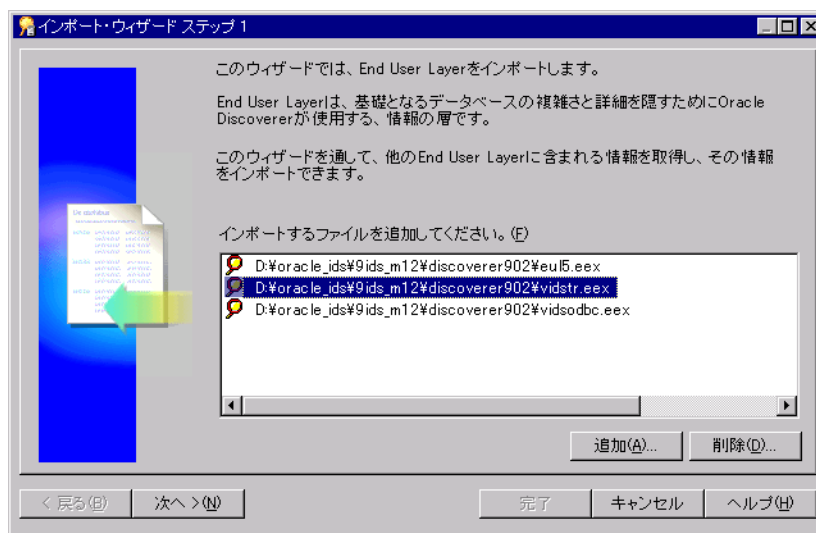 インポート・ウィザード ステップ 1
このウィザードでは、End User Layerをインポートします。
End User Layerは、基礎となるデータベースの複雑さと詳細を隠すためにOracle
Discovererが使用する、情報の層です。
このウィザードを通して、他のEnd User Layerに含まれる情報を取得し、その情報
をインポートできます。
インポートするファイルを追加してください。(F)
D:¥oracle_ids¥9ids_m12¥discoverer902¥eul5.eex
D:¥oracle_ids¥9ids_m12¥discoverer902¥vidstr.eex
D:¥oracle_ids¥9ids_m12¥discoverer902¥vidsodbc.eex
追加(A)... 削除(D)...
< 戻る(B) 次へ >(N) 完了 キャンセル ヘルプ(H)